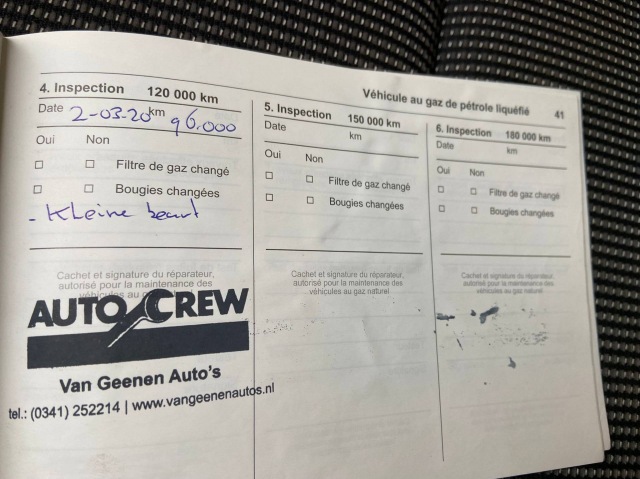 Véhicule au gaz de pétrole liquéfié 41
4. Inspection 120 000 km
Date 2-03-20 km 96.000
Oui Non
Filtre de gaz changé
Bougies changées
- Kleine beurt
Cachet et signature du réparateur,
autorisé pour la maintenance des
véhicules au
AUTO CREW
Van Geenen Auto's
tel.: (0341) 252214 | www.vangeenenautos.nl
5. Inspection 150 000 km
Date km
Oui Non
Filtre de gaz changé
Bougies changées
Cachet et signature du réparateur,
autorisé pour la maintenance des
véhicules au gaz naturel
6. Inspection 180 000 km
Date km
Oui Non
Filtre de gaz changé
Bougies changées
Cachet et signature du réparateur,
autorisé pour la maintenance des
véhicules au gaz naturel